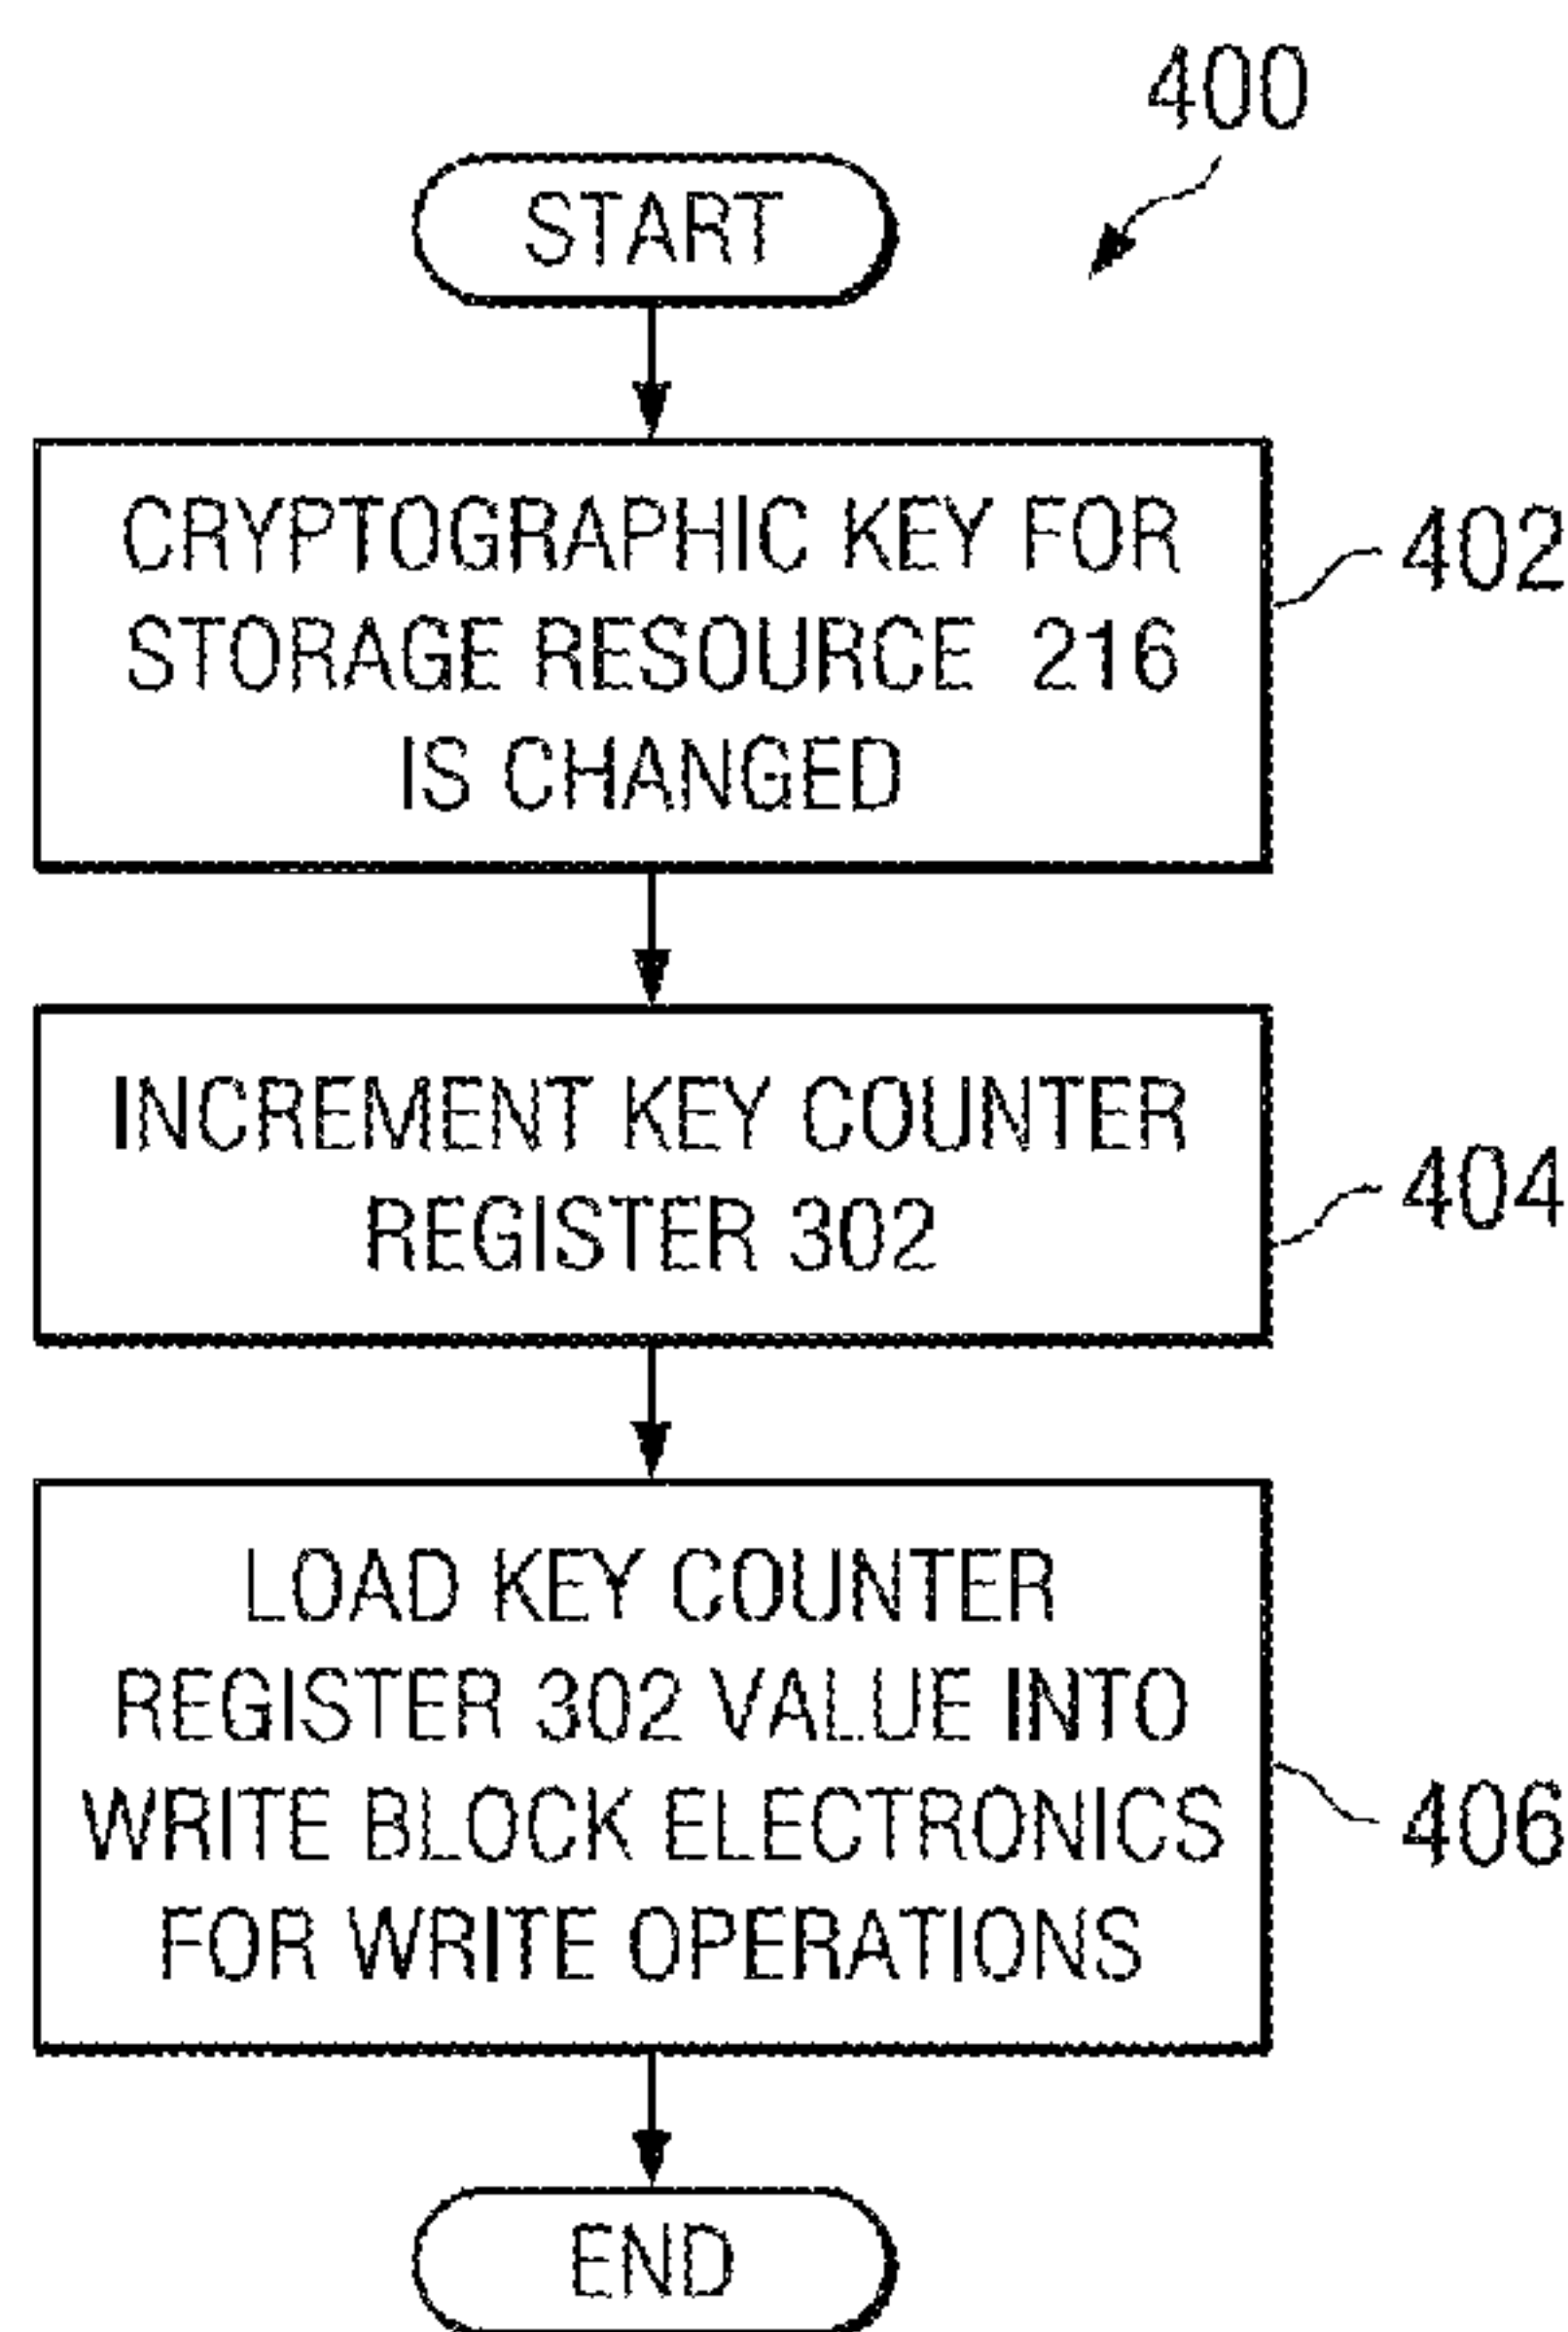 400
START
CRYPTOGRAPHIC KEY FOR
STORAGE RESOURCE 216
IS CHANGED
402
INCREMENT KEY COUNTER
REGISTER 302
404
LOAD KEY COUNTER
REGISTER 302 VALUE INTO
WRITE BLOCK ELECTRONICS
FOR WRITE OPERATIONS
406
END